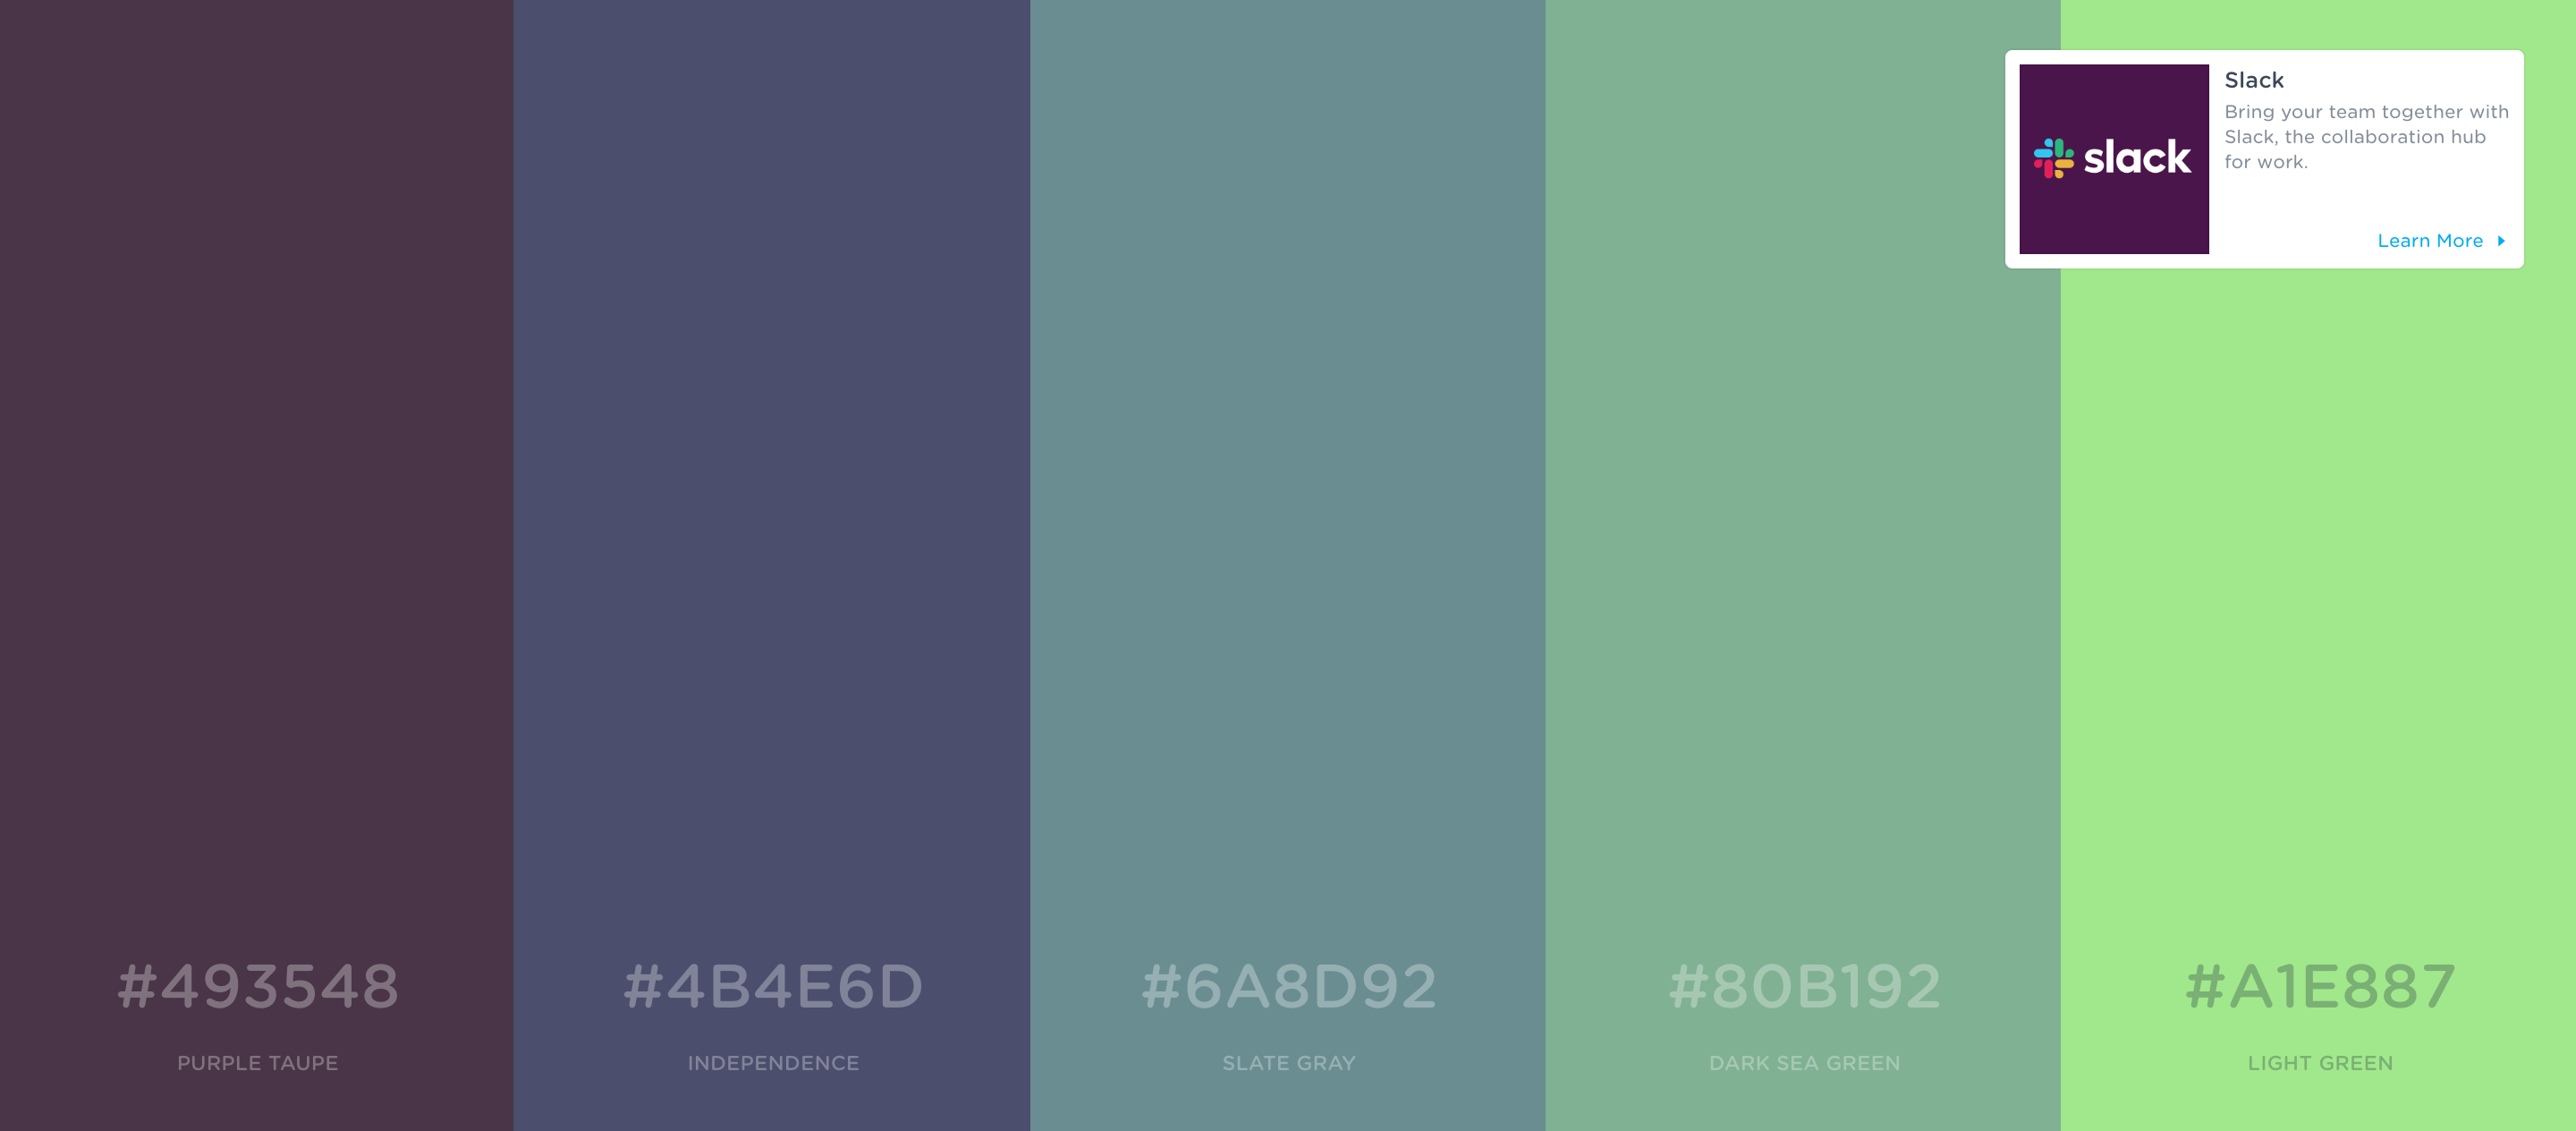 Slack
Bring your team together with
Slack, the collaboration hub
for work.
slack
Learn More
#493548
#4B4E6D
#6A8D92
#80B192
#A1E887
PURPLE TAUPE
INDEPENDENCE
SLATE GRAY
DARK SEA GREEN
LIGHT GREEN